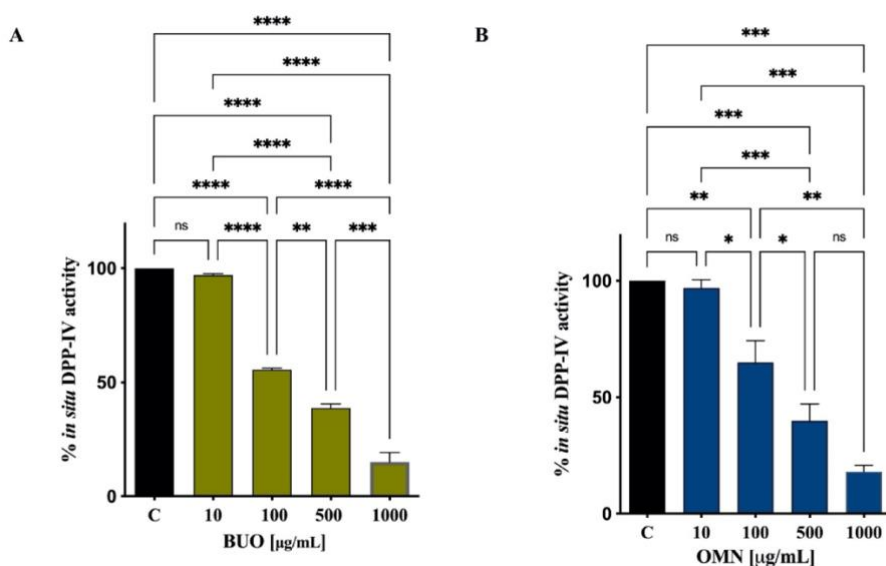 A
****
****
****
****
**** ****
ns **** ** ***
100
50
0
% in situ DPP-IV activity
C 10 100 500 1000
BUO [µg/mL]
B
***
***
***
***
** **
ns * * ns
100
50
0
% in situ DPP-IV activity
C 10 100 500 1000
OMN [µg/mL]